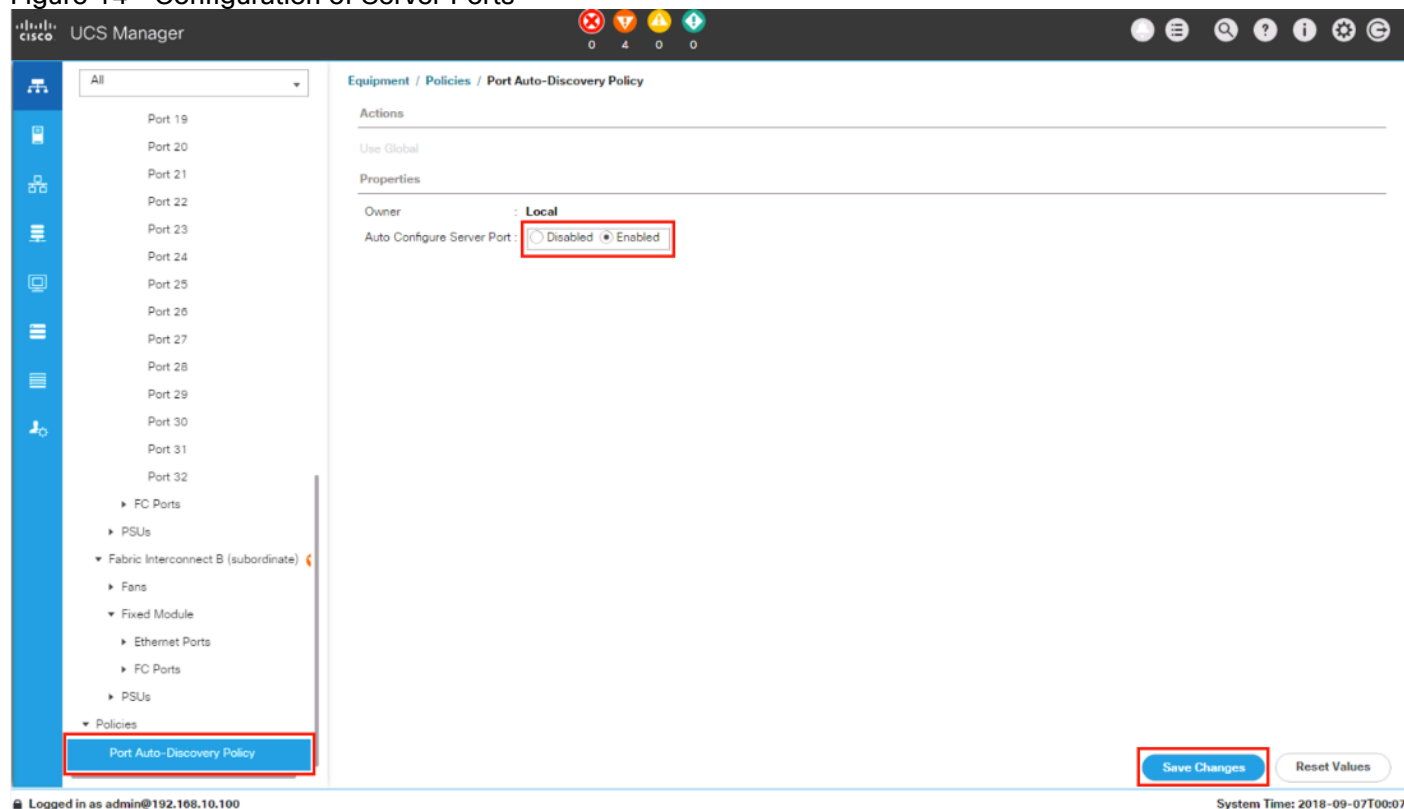 Figure 14 Configuration of Server Ports
cisco UCS Manager
0 4 0 0
All
Port 19
Port 20
Port 21
Port 22
Port 23
Port 24
Port 25
Port 26
Port 27
Port 28
Port 29
Port 30
Port 31
Port 32
FC Ports
PSUs
Fabric Interconnect B (subordinate)
Fans
Fixed Module
Ethernet Ports
FC Ports
PSUs
Policies
Port Auto-Discovery Policy
Equipment / Policies / Port Auto-Discovery Policy
Actions
Use Global
Properties
Owner : Local
Auto Configure Server Port : Disabled Enabled
Save Changes Reset Values
Logged in as admin@192.168.10.100
System Time: 2018-09-07T00:07